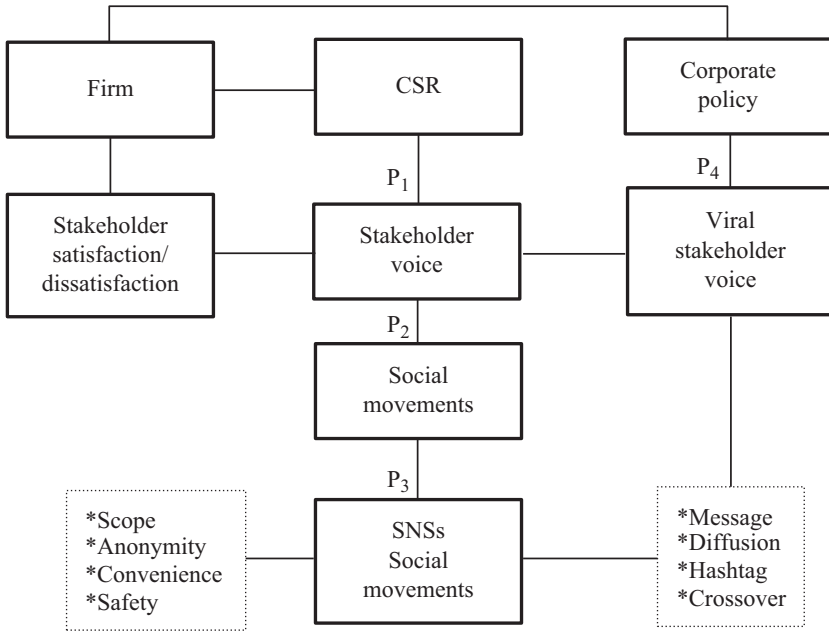 Firm
CSR
Corporate
policy
P1
P4
Stakeholder
satisfaction/
dissatisfaction
Stakeholder
voice
Viral
stakeholder
voice
P2
Social
movements
P3
*Scope
*Anonymity
*Convenience
*Safety
SNSs
Social
movements
*Message
*Diffusion
*Hashtag
*Crossover